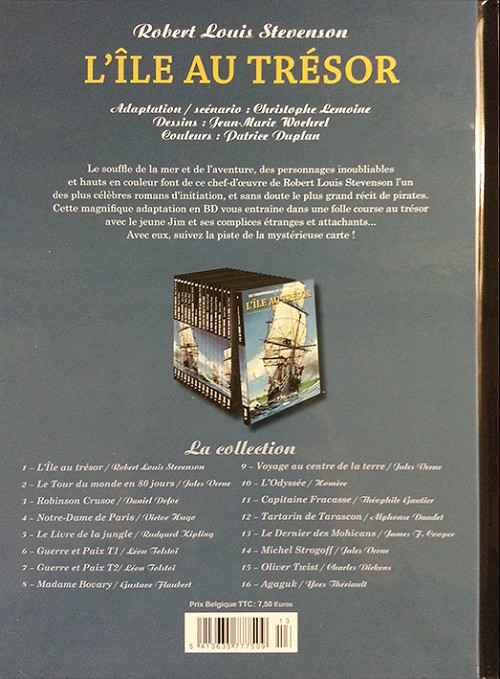 Robert Louis Stevenson
L'ÎLE AU TRÉSOR
Adaptation / scénario : Christophe Lemoine
Dessins : Jean-Marie Woehrel
Couleurs : Patrice Duplan
Le souffle de la mer et de l'aventure, des personnages inoubliables
et hauts en couleur font de ce chef-d'œuvre de Robert Louis Stevenson l'un
des plus célèbres romans d'initiation, et sans doute le plus grand récit de pirates.
Cette magnifique adaptation en BD vous entraîne dans une folle course au trésor
avec le jeune Jim et ses complices étranges et attachants...
Avec eux, suivez la piste de la mystérieuse carte !
L'ÎLE AU TRÉSOR
La collection
1 - L'Île au trésor / Robert Louis Stevenson
2 - Le Tour du monde en 80 jours / Jules Verne
3 - Robinson Crusoe / Daniel Defoe
4 - Notre-Dame de Paris / Victor Hugo
5 - Le Livre de la jungle / Rudyard Kipling
6 - Guerre et Paix T1 / Léon Tolstoï
7 - Guerre et Paix T2 / Léon Tolstoï
8 - Madame Bovary / Gustave Flaubert
9 - Voyage au centre de la terre / Jules Verne
10 - L'Odyssée / Homère
11 - Capitaine Fracasse / Théophile Gautier
12 - Tartarin de Tarascon / Alphonse Daudet
13 - Le Dernier des Mohicans / James F. Cooper
14 - Michel Strogoff / Jules Verne
15 - Oliver Twist / Charles Dickens
16 - Agaguk / Yves Thériault
Prix Belgique TTC : 7,50 Euros
13
5 413635 777509